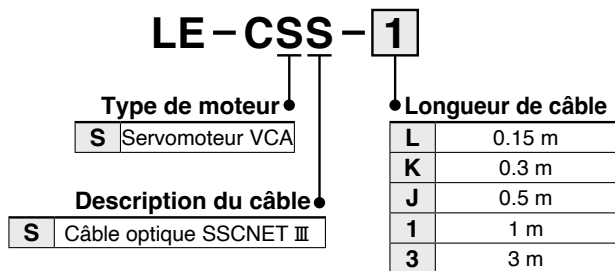 LE-CSS-1
Type de moteur
S Servomoteur VCA
Description du câble
S Câble optique SSCNET Ⅲ
Longueur de câble
L 0.15 m
K 0.3 m
J 0.5 m
1 1 m
3 3 m